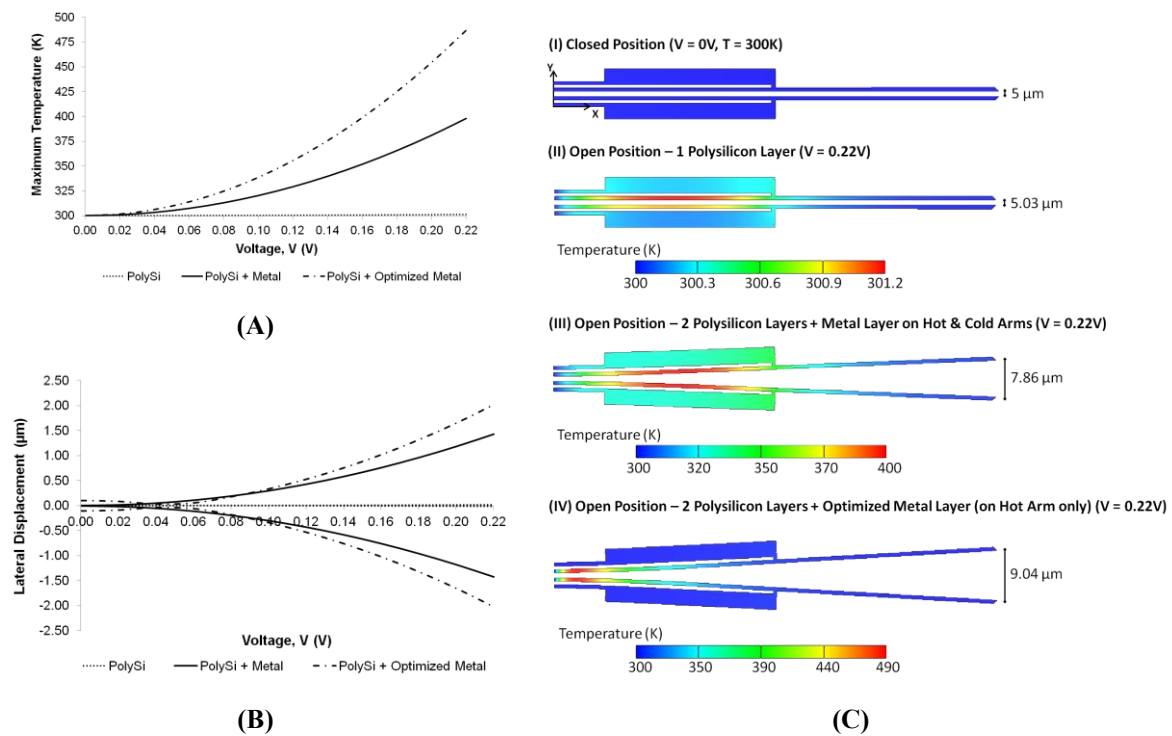 500
475
450
425
400
375
350
325
300
Maximum Temperature (K)
0.00 0.02 0.04 0.06 0.08 0.10 0.12 0.14 0.16 0.18 0.20 0.22
Voltage, V (V)
PolySi PolySi + Metal PolySi + Optimized Metal
(A)
2.50
2.00
1.50
1.00
0.50
0.00
-0.50
-1.00
-1.50
-2.00
-2.50
Lateral Displacement (µm)
0.00 0.02 0.04 0.06 0.08 0.10 0.12 0.14 0.16 0.18 0.20 0.22
Voltage, V (V)
PolySi PolySi + Metal PolySi + Optimized Metal
(B)
(I) Closed Position (V = 0V, T = 300K)
Y
X
5 µm
(II) Open Position – 1 Polysilicon Layer (V = 0.22V)
5.03 µm
Temperature (K)
300 300.3 300.6 300.9 301.2
(III) Open Position – 2 Polysilicon Layers + Metal Layer on Hot & Cold Arms (V = 0.22V)
7.86 µm
Temperature (K)
300 320 350 370 400
(IV) Open Position – 2 Polysilicon Layers + Optimized Metal Layer (on Hot Arm only) (V = 0.22V)
9.04 µm
Temperature (K)
300 350 390 440 490
(C)